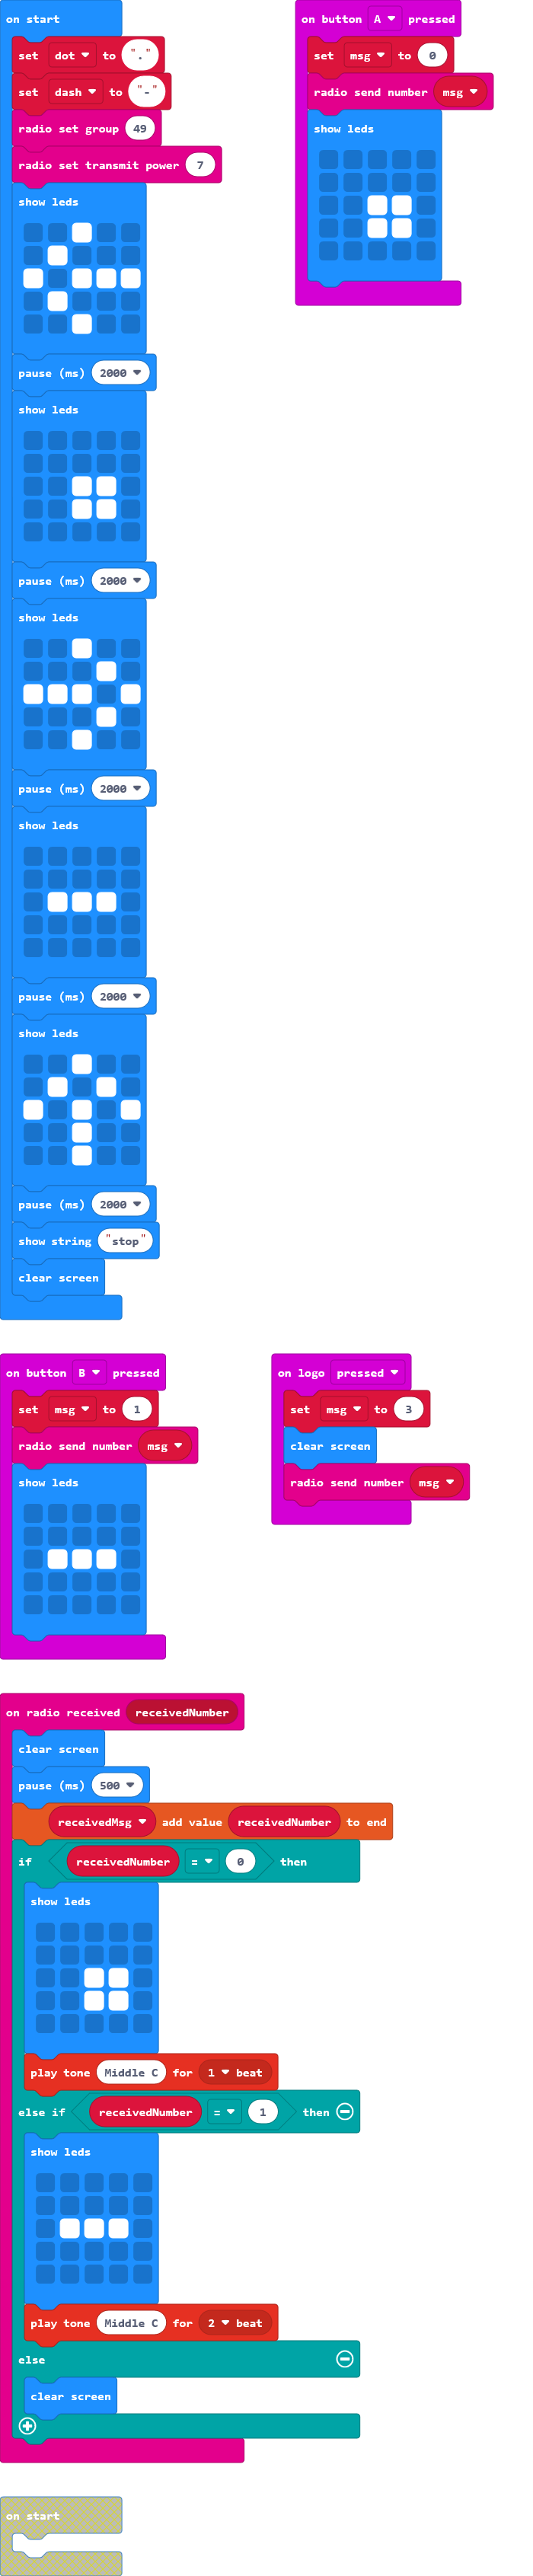 on start
set dot to "."
set dash to "-"
radio set group 49
radio set transmit power 7
show leds
pause (ms) 2000
show leds
pause (ms) 2000
show leds
pause (ms) 2000
show leds
pause (ms) 2000
show leds
pause (ms) 2000
show string "stop"
clear screen
on button A pressed
set msg to 0
radio send number msg
show leds
on button B pressed
set msg to 1
radio send number msg
show leds
on logo pressed
set msg to 3
clear screen
radio send number msg
on radio received receivedNumber
clear screen
pause (ms) 500
receivedMsg add value receivedNumber to end
if receivedNumber = 0 then
show leds
play tone Middle C for 1 beat
else if receivedNumber = 1 then
show leds
play tone Middle C for 2 beat
else
clear screen
on start